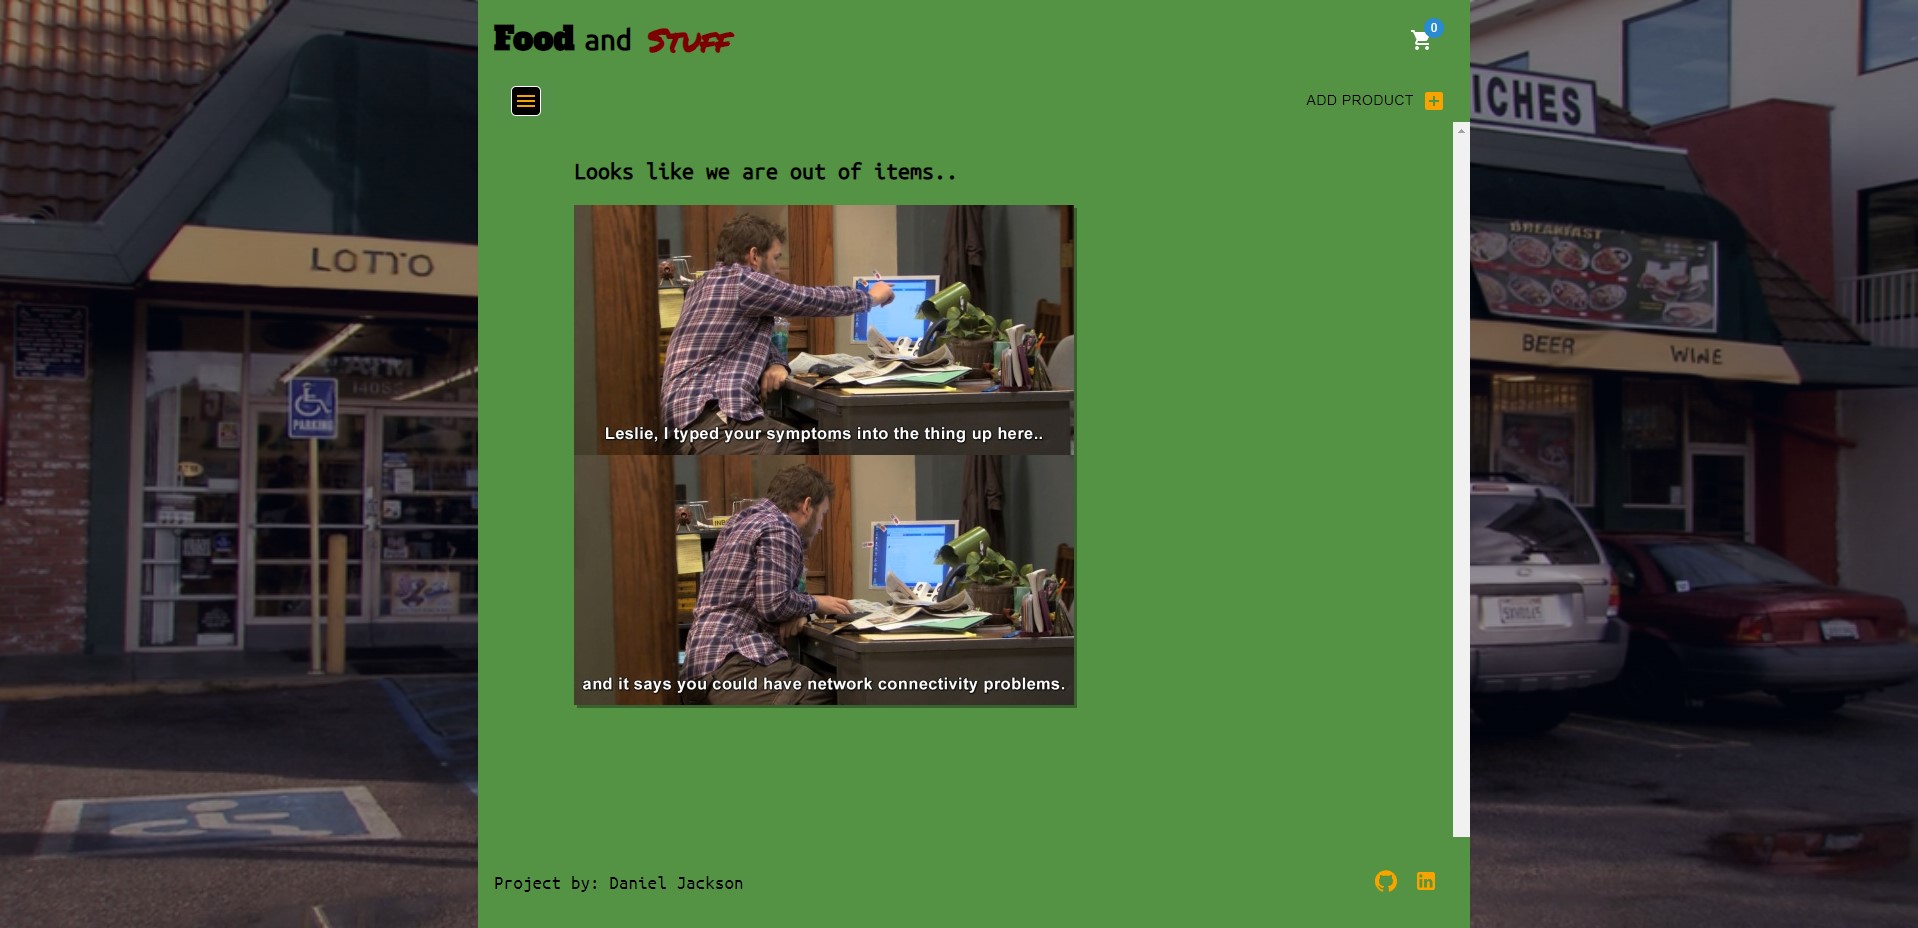 Food and Stuff
0
ADD PRODUCT
Looks like we are out of items..
Leslie, I typed your symptoms into the thing up here..
and it says you could have network connectivity problems.
Project by: Daniel Jackson
LOTTO
ATM
1405
PARKING
ICHES
BREAKFAST
BEER
WINE